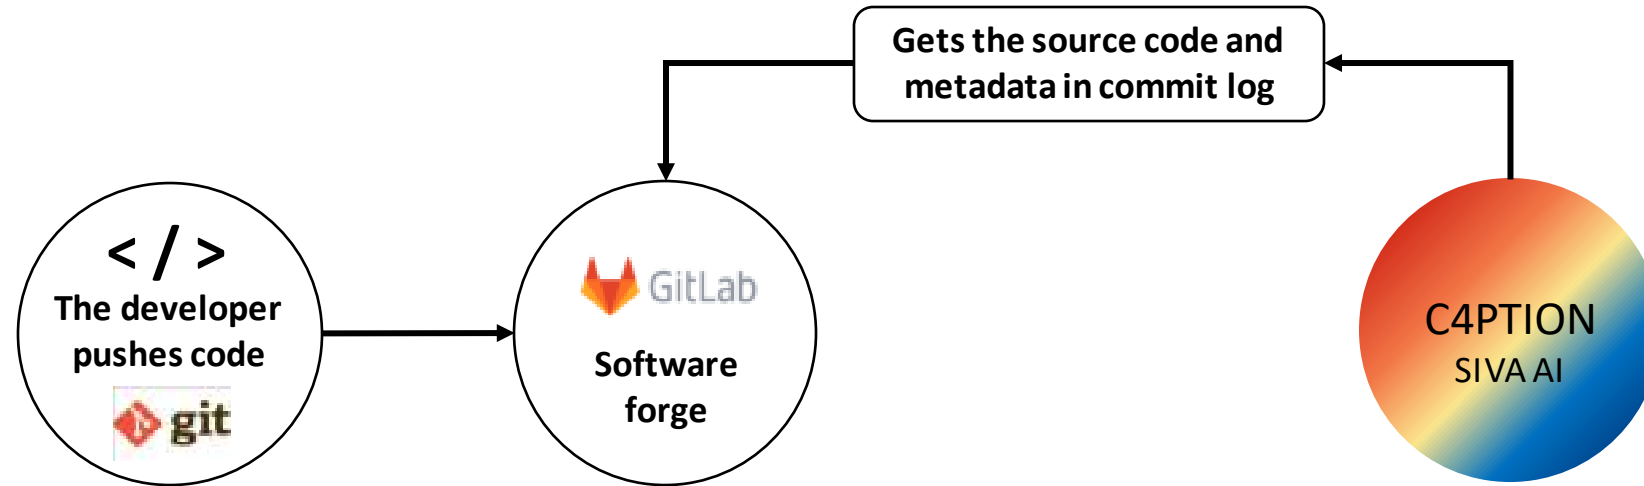 Gets the source code and
metadata in commit log
</>
The developer
pushes code
git
GitLab
Software
forge
C4PTION
SIVA AI